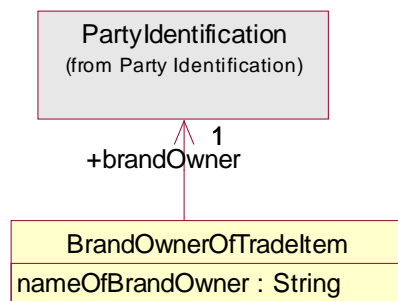 PartyIdentification
(from Party Identification)
1
+brandOwner
BrandOwnerOfTradeItem
nameOfBrandOwner : String